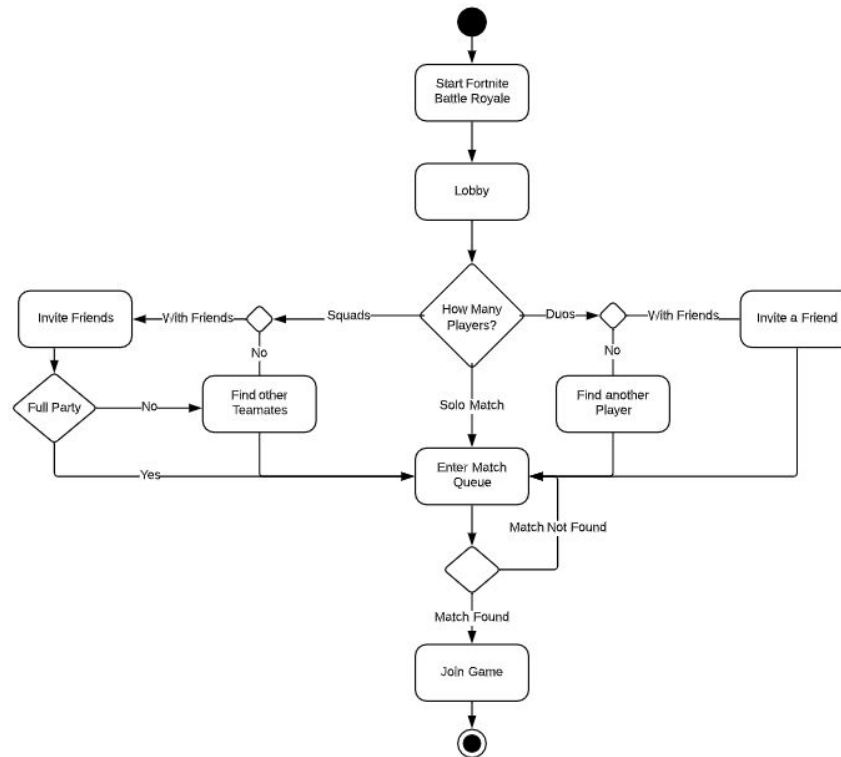 Start Fortnite
Battle Royale
Lobby
How Many
Players?
Squads
Duos
With Friends
With Friends
Invite Friends
Invite a Friend
No
No
Full Party
No
Find other
Teamates
Solo Match
Find another
Player
Yes
Enter Match
Queue
Match Not Found
Match Found
Join Game